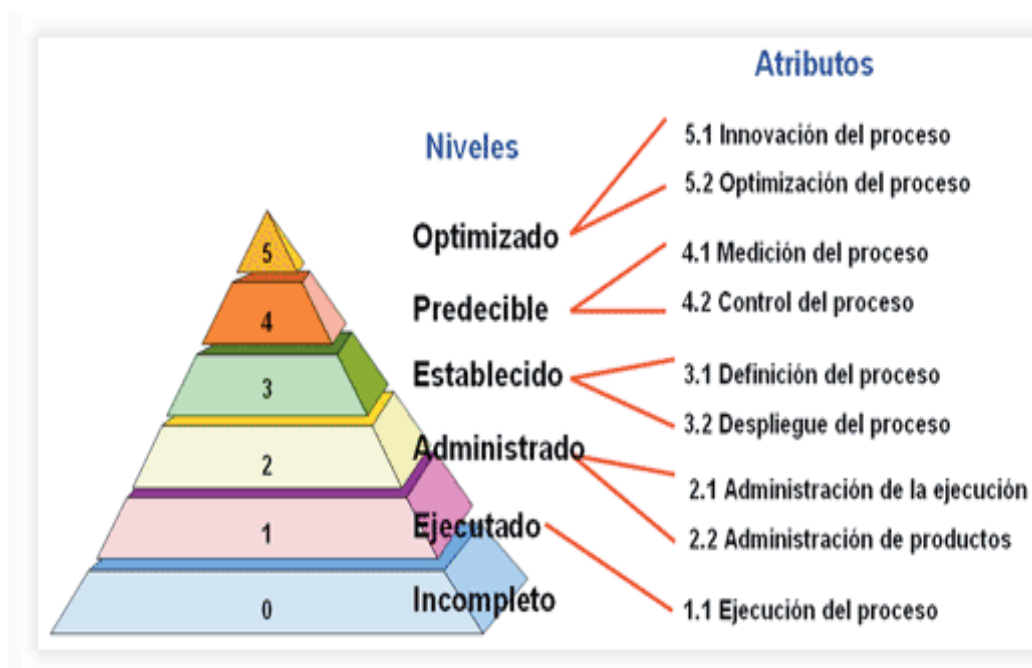 Atributos
Niveles
5.1 Innovación del proceso
5.2 Optimización del proceso
5
Optimizado
4.1 Medición del proceso
4.2 Control del proceso
4
Predecible
3.1 Definición del proceso
3.2 Despliegue del proceso
3
Establecido
2
Administrado
2.1 Administración de la ejecución
2.2 Administración de productos
1
Ejecutado
1.1 Ejecución del proceso
0
Incompleto